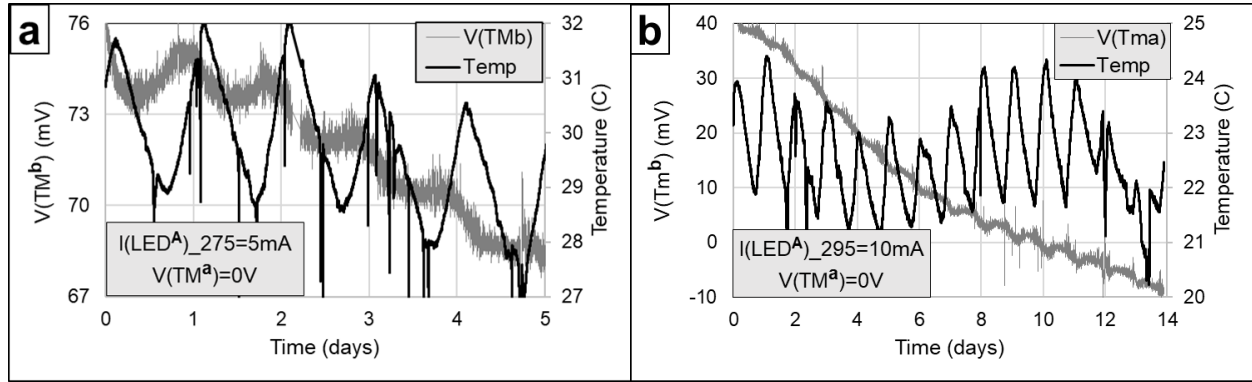 a
76
73
70
67
V(TMᵇ) (mV)
V(TMb)
Temp
32
31
30
29
28
27
Temperature (C)
I(LEDᴬ)_275=5mA
V(TMᵃ)=0V
0 1 2 3 4 5
Time (days)
b
40
30
20
10
0
-10
V(Tmᵇ) (mV)
V(Tma)
Temp
25
24
23
22
21
20
Temperature (C)
I(LEDᴬ)_295=10mA
V(TMᵃ)=0V
0 2 4 6 8 10 12 14
Time (days)